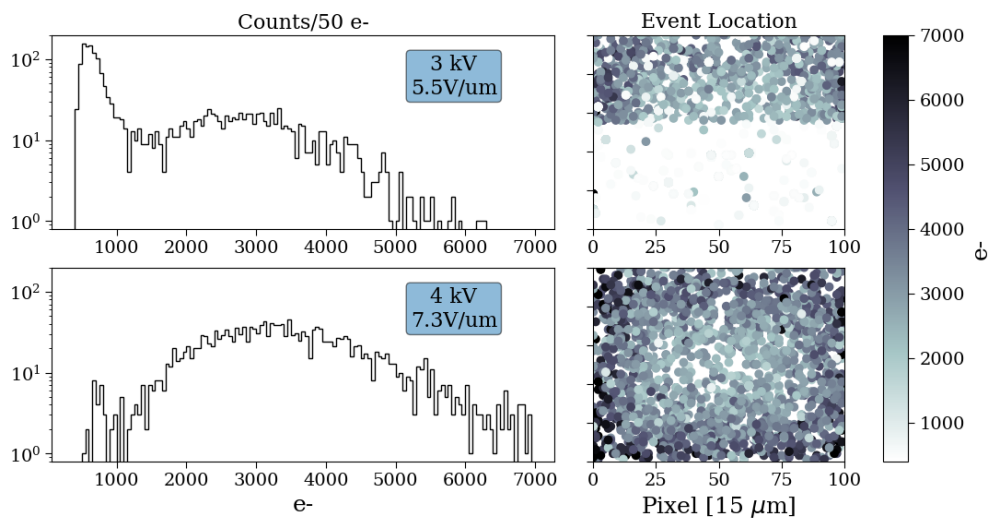 Counts/50 e-
Event Location
10²
10¹
10⁰
3 kV
5.5V/um
1000 2000 3000 4000 5000 6000 7000
0 25 50 75 100
10²
10¹
10⁰
4 kV
7.3V/um
1000 2000 3000 4000 5000 6000 7000
e-
0 25 50 75 100
Pixel [15 μm]
7000
6000
5000
4000
3000
2000
1000
e-